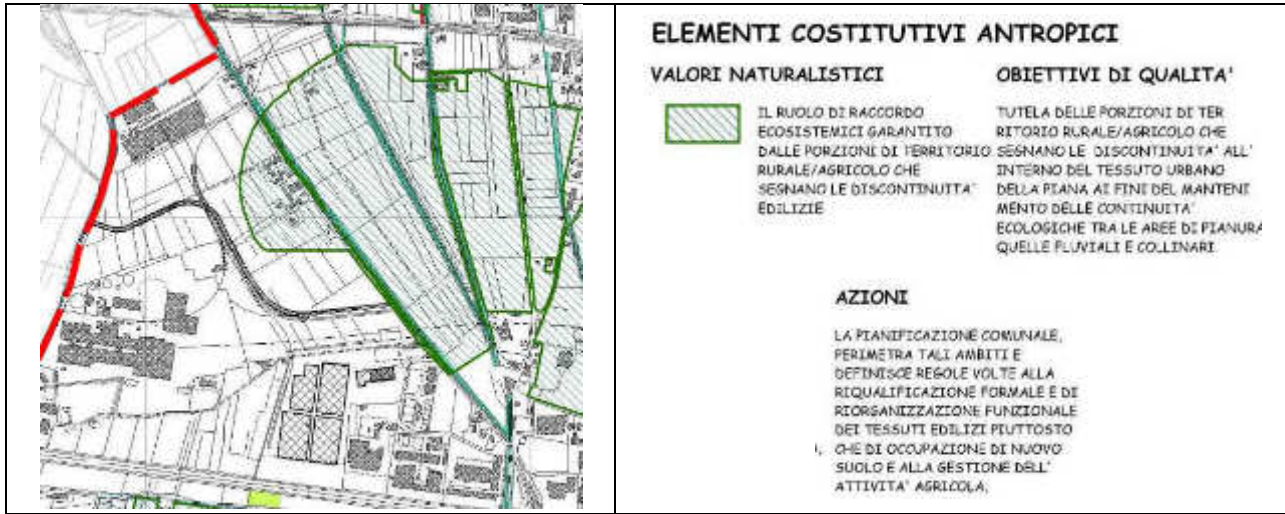 ELEMENTI COSTITUTIVI ANTROPICI
VALORI NATURALISTICI
IL RUOLO DI RACCORDO
ECOSISTEMICI GARANTITO
DALLE PORZIONI DI TERRITORIO
RURALE/AGRICOLO CHE
SEGNANO LE DISCONTINUITA'
EDILIZIE
OBIETTIVI DI QUALITA'
TUTELA DELLE PORZIONI DI TER
RITORIO RURALE/AGRICOLO CHE
SEGNANO LE DISCONTINUITA' ALL'
INTERNO DEL TESSUTO URBANO
DELLA PIANA AI FINI DEL MANTENI
MENTO DELLE CONTINUITA'
ECOLOGICHE TRA LE AREE DI PIANURA
QUELLE FLUVIALI E COLLINARI
AZIONI
LA PIANIFICAZIONE COMUNALE,
PERIMETRA TALI AMBITI E
DEFINISCE REGOLE VOLTE ALLA
RIQUALIFICAZIONE FORMALE E DI
RIORGANIZZAZIONE FUNZIONALE
DEI TESSUTI EDILIZI PIUTTOSTO
CHE DI OCCUPAZIONE DI NUOVO
SUOLO E ALLA GESTIONE DELL'
ATTIVITA' AGRICOLA.